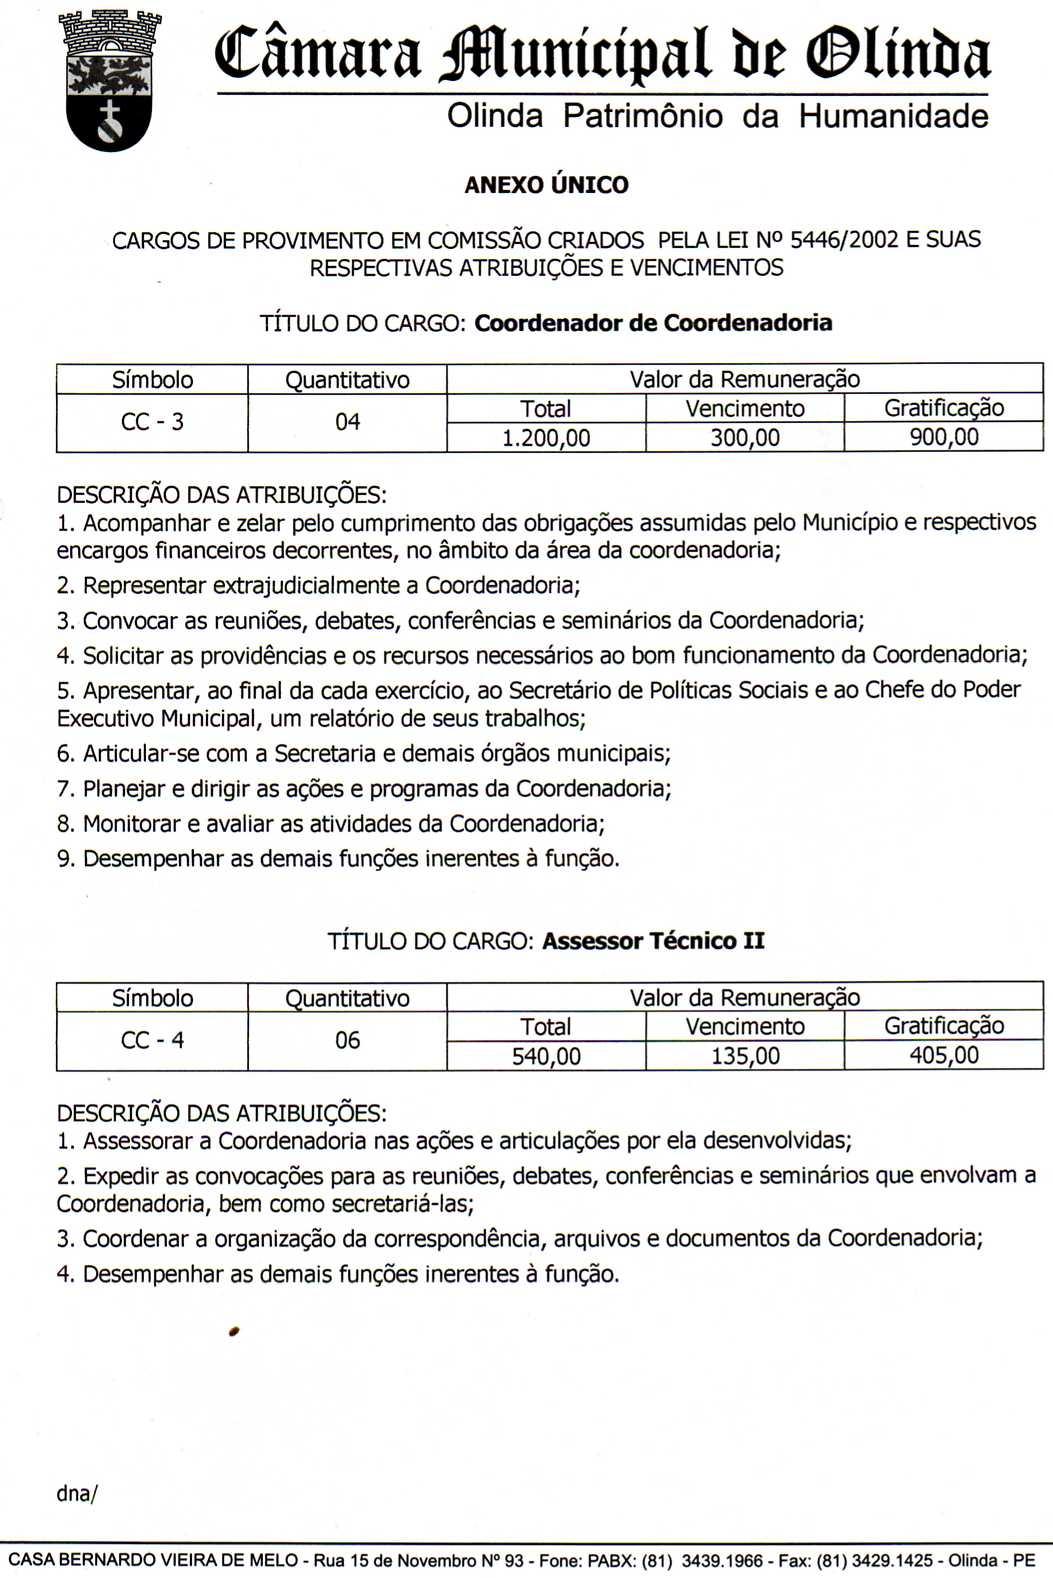 Câmara Municipal de Olinda
Olinda Patrimônio da Humanidade
ANEXO ÚNICO
CARGOS DE PROVIMENTO EM COMISSÃO CRIADOS PELA LEI Nº 5446/2002 E SUAS
RESPECTIVAS ATRIBUIÇÕES E VENCIMENTOS
TÍTULO DO CARGO: Coordenador de Coordenadoria
Símbolo Quantitativo Valor da Remuneração
CC - 3 04 Total Vencimento Gratificação
1.200,00 300,00 900,00
DESCRIÇÃO DAS ATRIBUIÇÕES:
1. Acompanhar e zelar pelo cumprimento das obrigações assumidas pelo Município e respectivos
encargos financeiros decorrentes, no âmbito da área da coordenadoria;
2. Representar extrajudicialmente a Coordenadoria;
3. Convocar as reuniões, debates, conferências e seminários da Coordenadoria;
4. Solicitar as providências e os recursos necessários ao bom funcionamento da Coordenadoria;
5. Apresentar, ao final da cada exercício, ao Secretário de Políticas Sociais e ao Chefe do Poder
Executivo Municipal, um relatório de seus trabalhos;
6. Articular-se com a Secretaria e demais órgãos municipais;
7. Planejar e dirigir as ações e programas da Coordenadoria;
8. Monitorar e avaliar as atividades da Coordenadoria;
9. Desempenhar as demais funções inerentes à função.
TÍTULO DO CARGO: Assessor Técnico II
Símbolo Quantitativo Valor da Remuneração
CC - 4 06 Total Vencimento Gratificação
540,00 135,00 405,00
DESCRIÇÃO DAS ATRIBUIÇÕES:
1. Assessorar a Coordenadoria nas ações e articulações por ela desenvolvidas;
2. Expedir as convocações para as reuniões, debates, conferências e seminários que envolvam a
Coordenadoria, bem como secretariá-las;
3. Coordenar a organização da correspondência, arquivos e documentos da Coordenadoria;
4. Desempenhar as demais funções inerentes à função.
dna/
CASA BERNARDO VIEIRA DE MELO - Rua 15 de Novembro Nº 93 - Fone: PABX: (81) 3439.1966 - Fax: (81) 3429.1425 - Olinda - PE